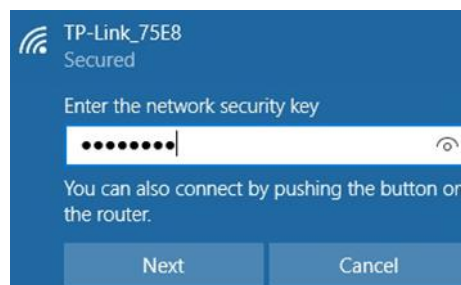 TP-Link_75E8
Secured
Enter the network security key
••••••••
You can also connect by pushing the button on
the router.
Next
Cancel